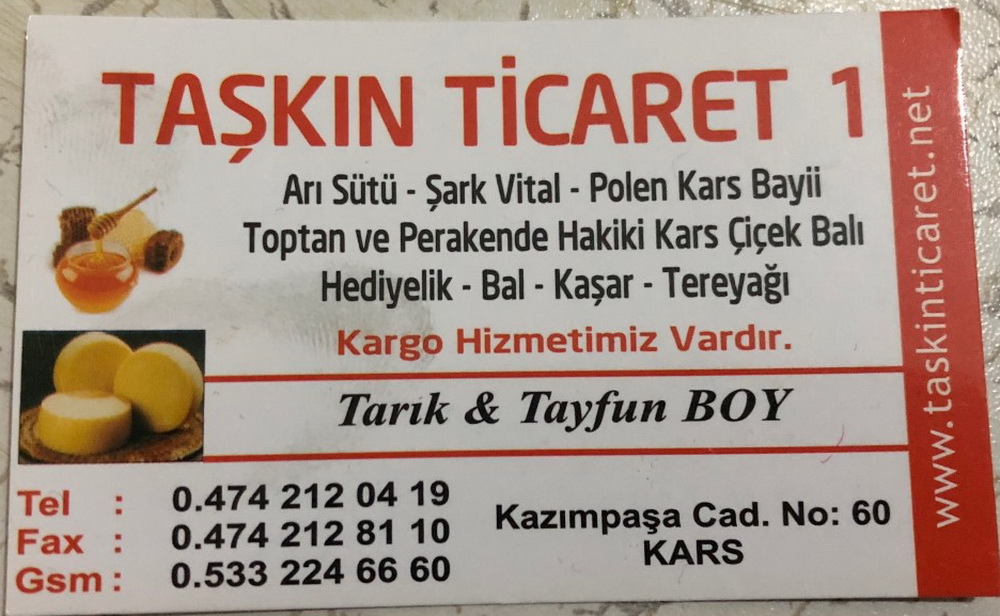 TAŞKIN TİCARET 1
Arı Sütü - Şark Vital - Polen Kars Bayii
Toptan ve Perakende Hakiki Kars Çiçek Balı
Hediyelik - Bal - Kaşar - Tereyağı
Kargo Hizmetimiz Vardır.
Tarık & Tayfun BOY
Tel : 0.474 212 04 19
Fax : 0.474 212 81 10
Gsm : 0.533 224 66 60
Kazımpaşa Cad. No: 60
KARS
www.taskinticaret.net